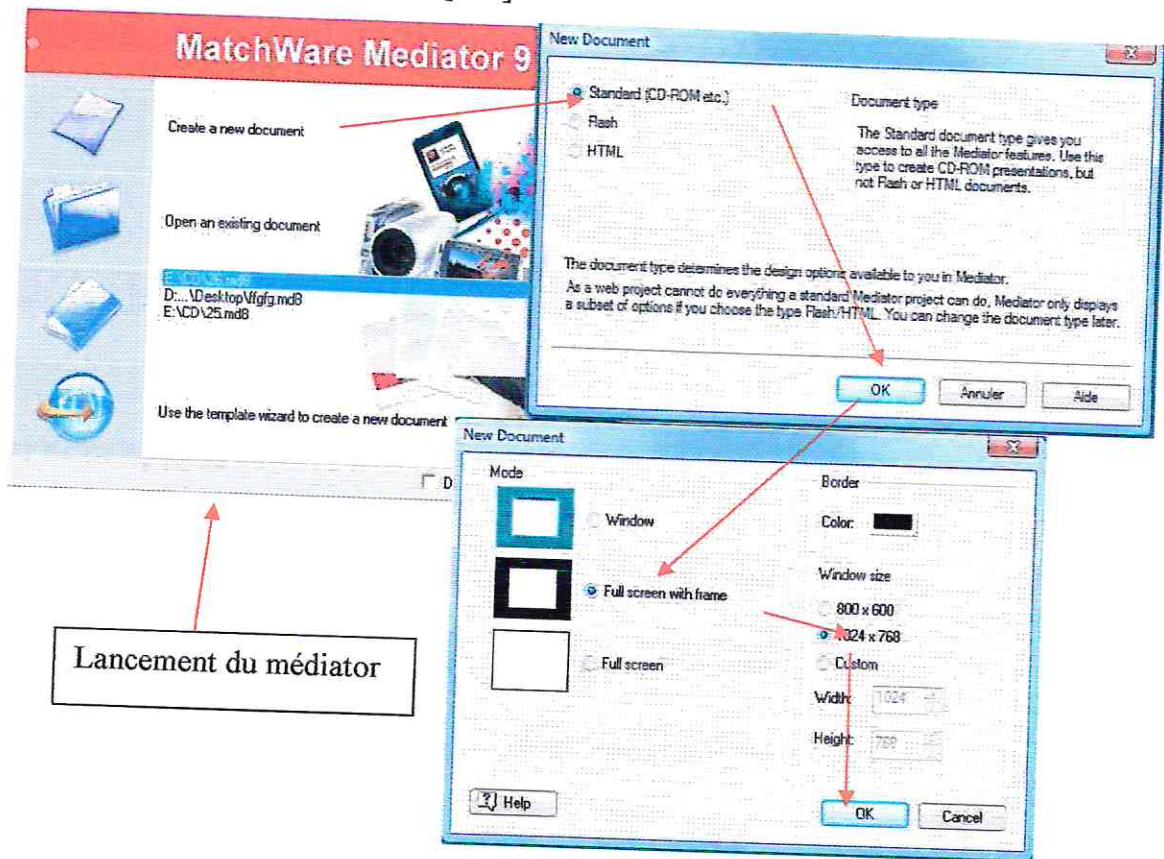 MatchWare Mediator 9
Create a new document
Open an existing document
E:\CD\26.md8
D:...\Desktop\ffgfg.md8
E:\CD\25.md8
Use the template wizard to create a new document
D
Lancement du médiator
New Document
Standard (CD-ROM etc.)
Flash
HTML
Document type
The Standard document type gives you
access to all the Mediator features. Use this
type to create CD-ROM presentations, but
not Flash or HTML documents.
The document type determines the design options available to you in Mediator.
As a web project cannot do everything a standard Mediator project can do, Mediator only displays
a subset of options if you choose the type Flash/HTML. You can change the document type later.
OK Annuler Aide
New Document
Mode
Window
Full screen with frame
Full screen
Border
Color:
Window size
800 x 600
1024 x 768
Custom
Width: 1024
Height: 768
Help
OK Cancel